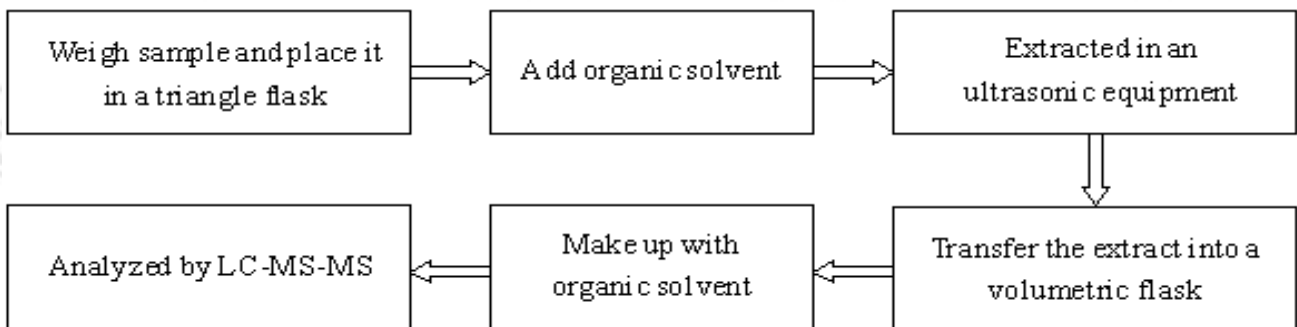 Weigh sample and place it
in a triangle flask
Add organic solvent
Extracted in an
ultrasonic equipment
Transfer the extract into a
volumetric flask
Make up with
organic solvent
Analyzed by LC-MS-MS